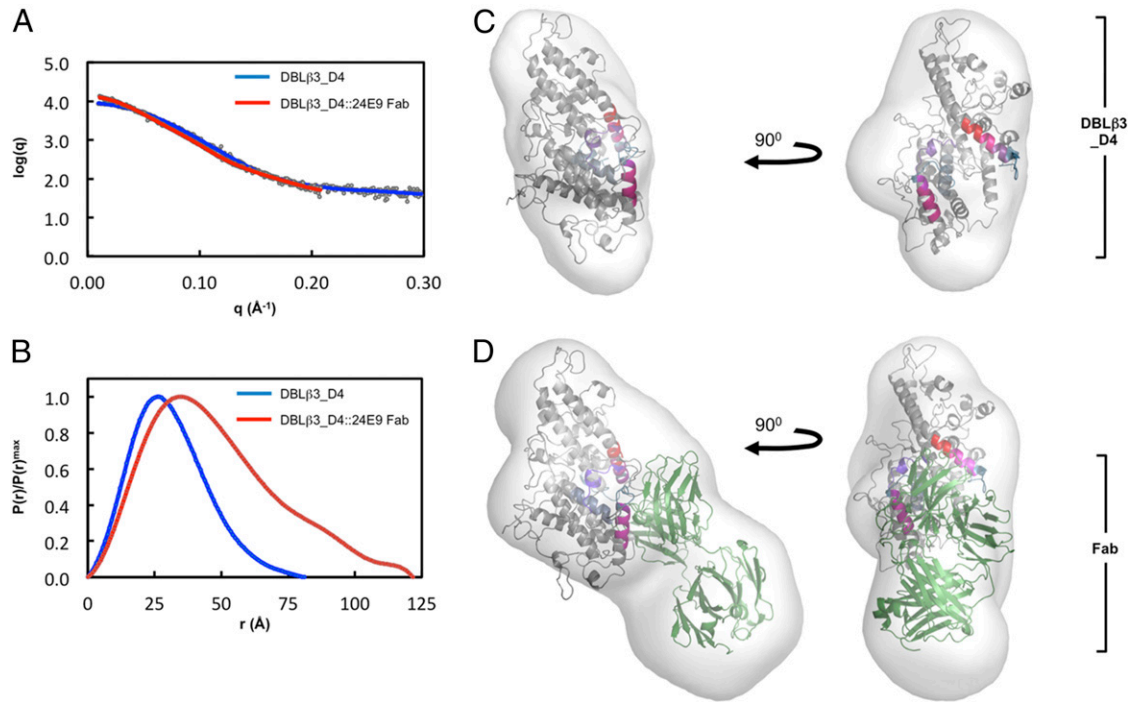 A
5.0
4.0
3.0
2.0
1.0
0.0
log(q)
DBLβ3_D4
DBLβ3_D4::24E9 Fab
0.00
0.10
0.20
0.30
q (Å-1)
B
1.0
0.8
0.6
0.4
0.2
0.0
P(r)/P(r)max
DBLβ3_D4
DBLβ3_D4::24E9 Fab
0
25
50
75
100
125
r (Å)
C
90⁰
DBLβ3
_D4
D
90⁰
Fab